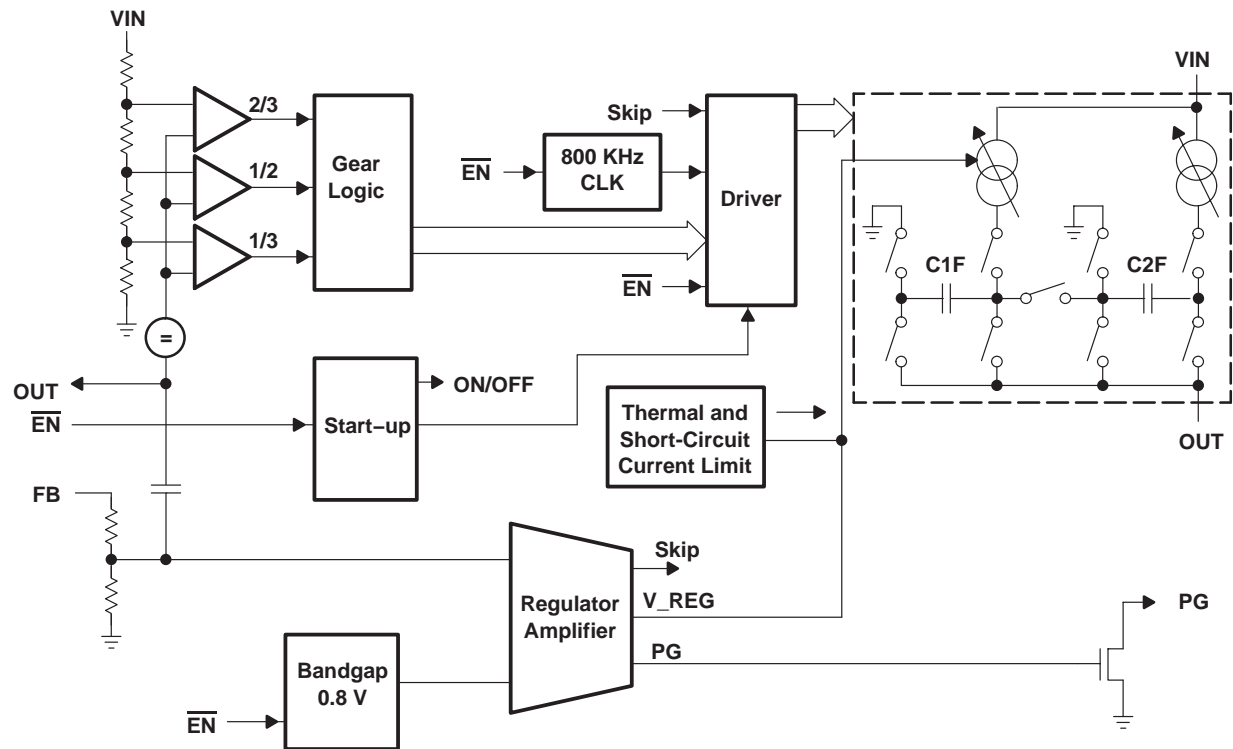 VIN
VIN
2/3
1/2
1/3
Gear
Logic
Skip
EN
800 KHz
CLK
EN
Driver
C1F
C2F
=
OUT
EN
Start–up
ON/OFF
Thermal and
Short-Circuit
Current Limit
OUT
FB
Regulator
Amplifier
Skip
V_REG
PG
PG
Bandgap
0.8 V
EN